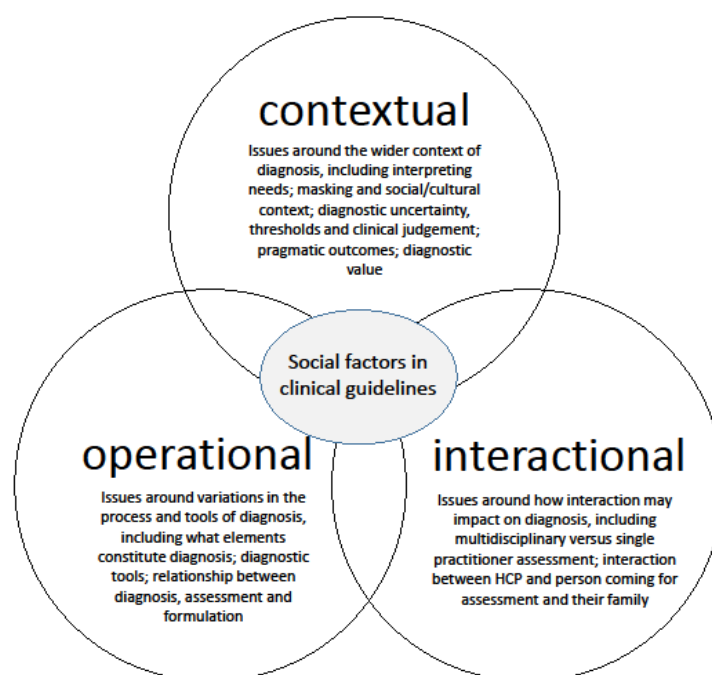 contextual
Issues around the wider context of
diagnosis, including interpreting
needs; masking and social/cultural
context; diagnostic uncertainty,
thresholds and clinical judgement;
pragmatic outcomes; diagnostic
value
Social factors in
clinical guidelines
operational
Issues around variations in the
process and tools of diagnosis,
including what elements
constitute diagnosis; diagnostic
tools; relationship between
diagnosis, assessment and
formulation
interactional
Issues around how interaction may
impact on diagnosis, including
multidisciplinary versus single
practitioner assessment; interaction
between HCP and person coming for
assessment and their family